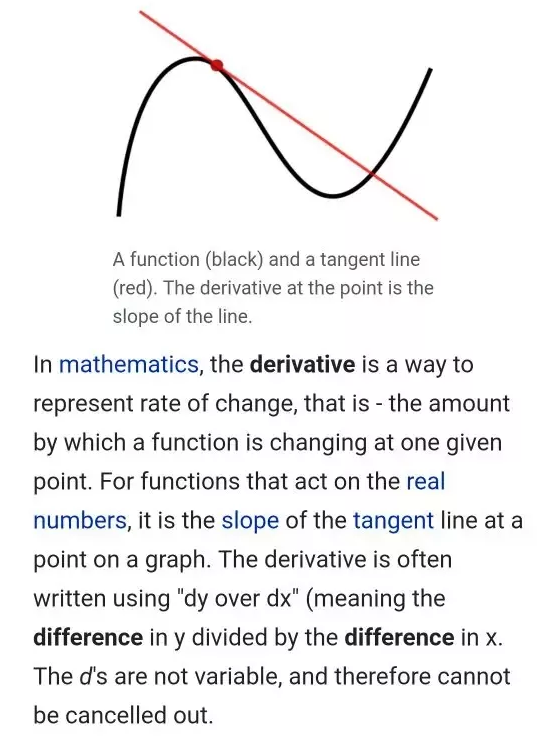 A function (black) and a tangent line
(red). The derivative at the point is the
slope of the line.
In mathematics, the derivative is a way to
represent rate of change, that is - the amount
by which a function is changing at one given
point. For functions that act on the real
numbers, it is the slope of the tangent line at a
point on a graph. The derivative is often
written using "dy over dx" (meaning the
difference in y divided by the difference in x.
The d's are not variable, and therefore cannot
be cancelled out.